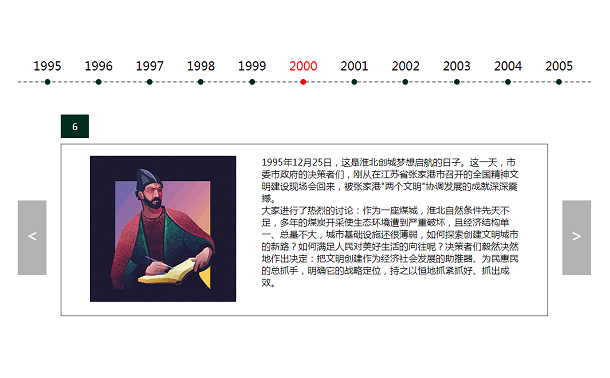 1995 1996 1997 1998 1999 2000 2001 2002 2003 2004 2005
6
1995年12月25日，这是淮北创城梦想启航的日子。这一天，市
委市政府的决策者们，刚从在江苏省张家港市召开的全国精神文
明建设现场会回来，被张家港"两个文明"协调发展的成就深深震
撼。
大家进行了热烈的讨论：作为一座煤城，淮北自然条件先天不
足，多年的煤炭开采使生态环境遭到严重破坏，且经济结构单
一、总量不大，城市基础设施还很薄弱，如何探索创建文明城市
的新路？如何满足人民对美好生活的向往呢？决策者们毅然决然
地作出决定：把文明创建作为经济社会发展的助推器、为民惠民
的总抓手，明确它的战略定位，持之以恒地抓紧抓好、抓出成
效。
<
>